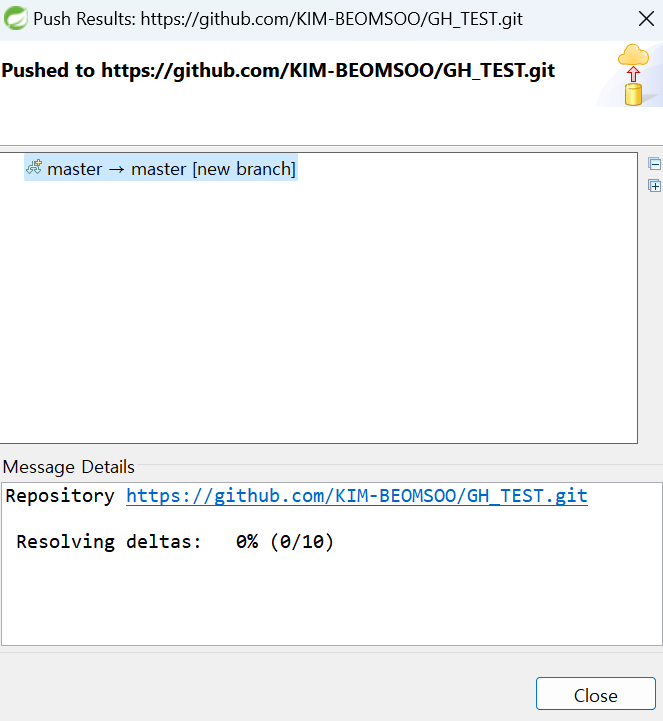 Push Results: https://github.com/KIM-BEOMSOO/GH_TEST.git
Pushed to https://github.com/KIM-BEOMSOO/GH_TEST.git
master → master [new branch]
Message Details
Repository https://github.com/KIM-BEOMSOO/GH_TEST.git
Resolving deltas:   0% (0/10)
Close